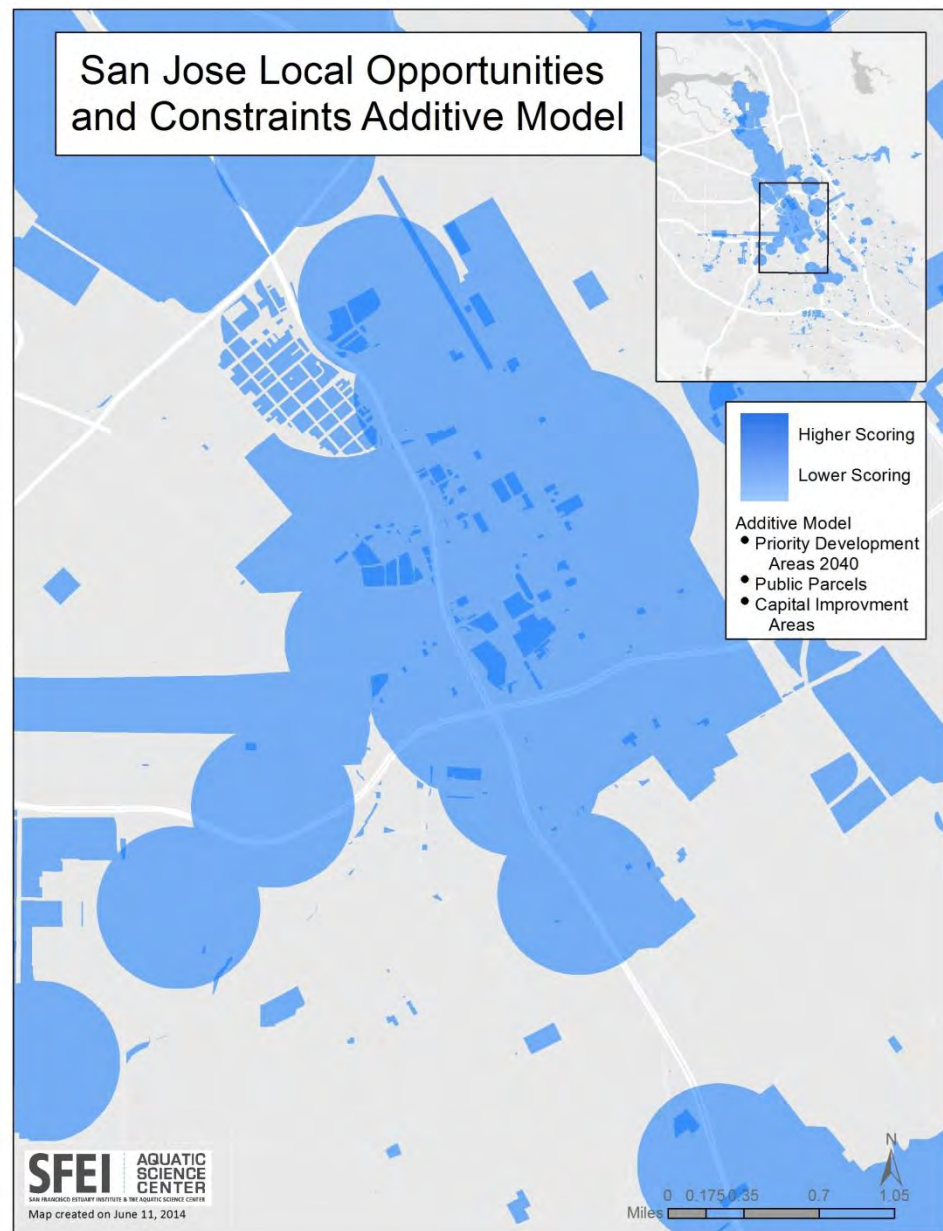 San Jose Local Opportunities
and Constraints Additive Model
Higher Scoring
Lower Scoring
Additive Model
• Priority Development
Areas 2040
• Public Parcels
• Capital Improvment
Areas
SFEI
AQUATIC
SCIENCE
CENTER
SAN FRANCISCO ESTUARY INSTITUTE & THE AQUATIC SCIENCE CENTER
Map created on June 11, 2014
N
0 0.175 0.35 0.7 1.05
Miles